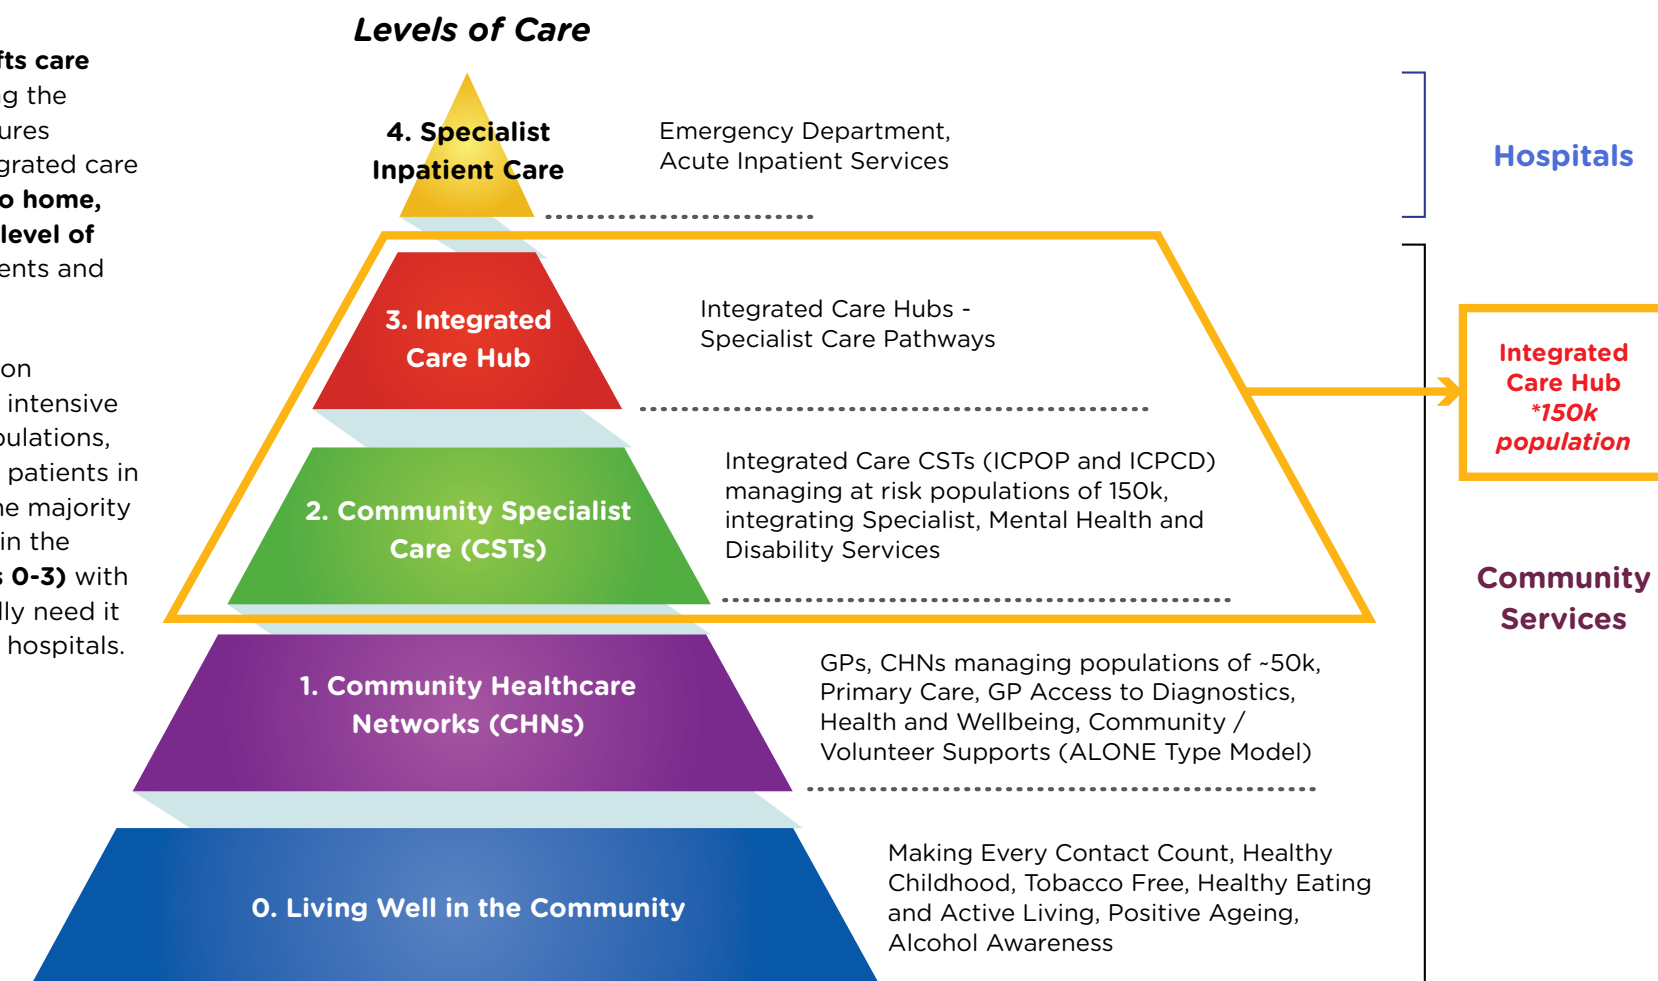 Levels of Care
fts care
ng the
ures
grated care
o home,
level of
ents and
on
intensive
pulations,
patients in
he majority
in the
s 0-3) with
lly need it
hospitals.
4. Specialist
Inpatient Care
Emergency Department,
Acute Inpatient Services
Hospitals
3. Integrated
Care Hub
Integrated Care Hubs -
Specialist Care Pathways
Integrated
Care Hub
*150k
population
2. Community Specialist
Care (CSTs)
Integrated Care CSTs (ICPOP and ICPCD)
managing at risk populations of 150k,
integrating Specialist, Mental Health and
Disability Services
Community
Services
1. Community Healthcare
Networks (CHNs)
GPs, CHNs managing populations of ~50k,
Primary Care, GP Access to Diagnostics,
Health and Wellbeing, Community /
Volunteer Supports (ALONE Type Model)
0. Living Well in the Community
Making Every Contact Count, Healthy
Childhood, Tobacco Free, Healthy Eating
and Active Living, Positive Ageing,
Alcohol Awareness